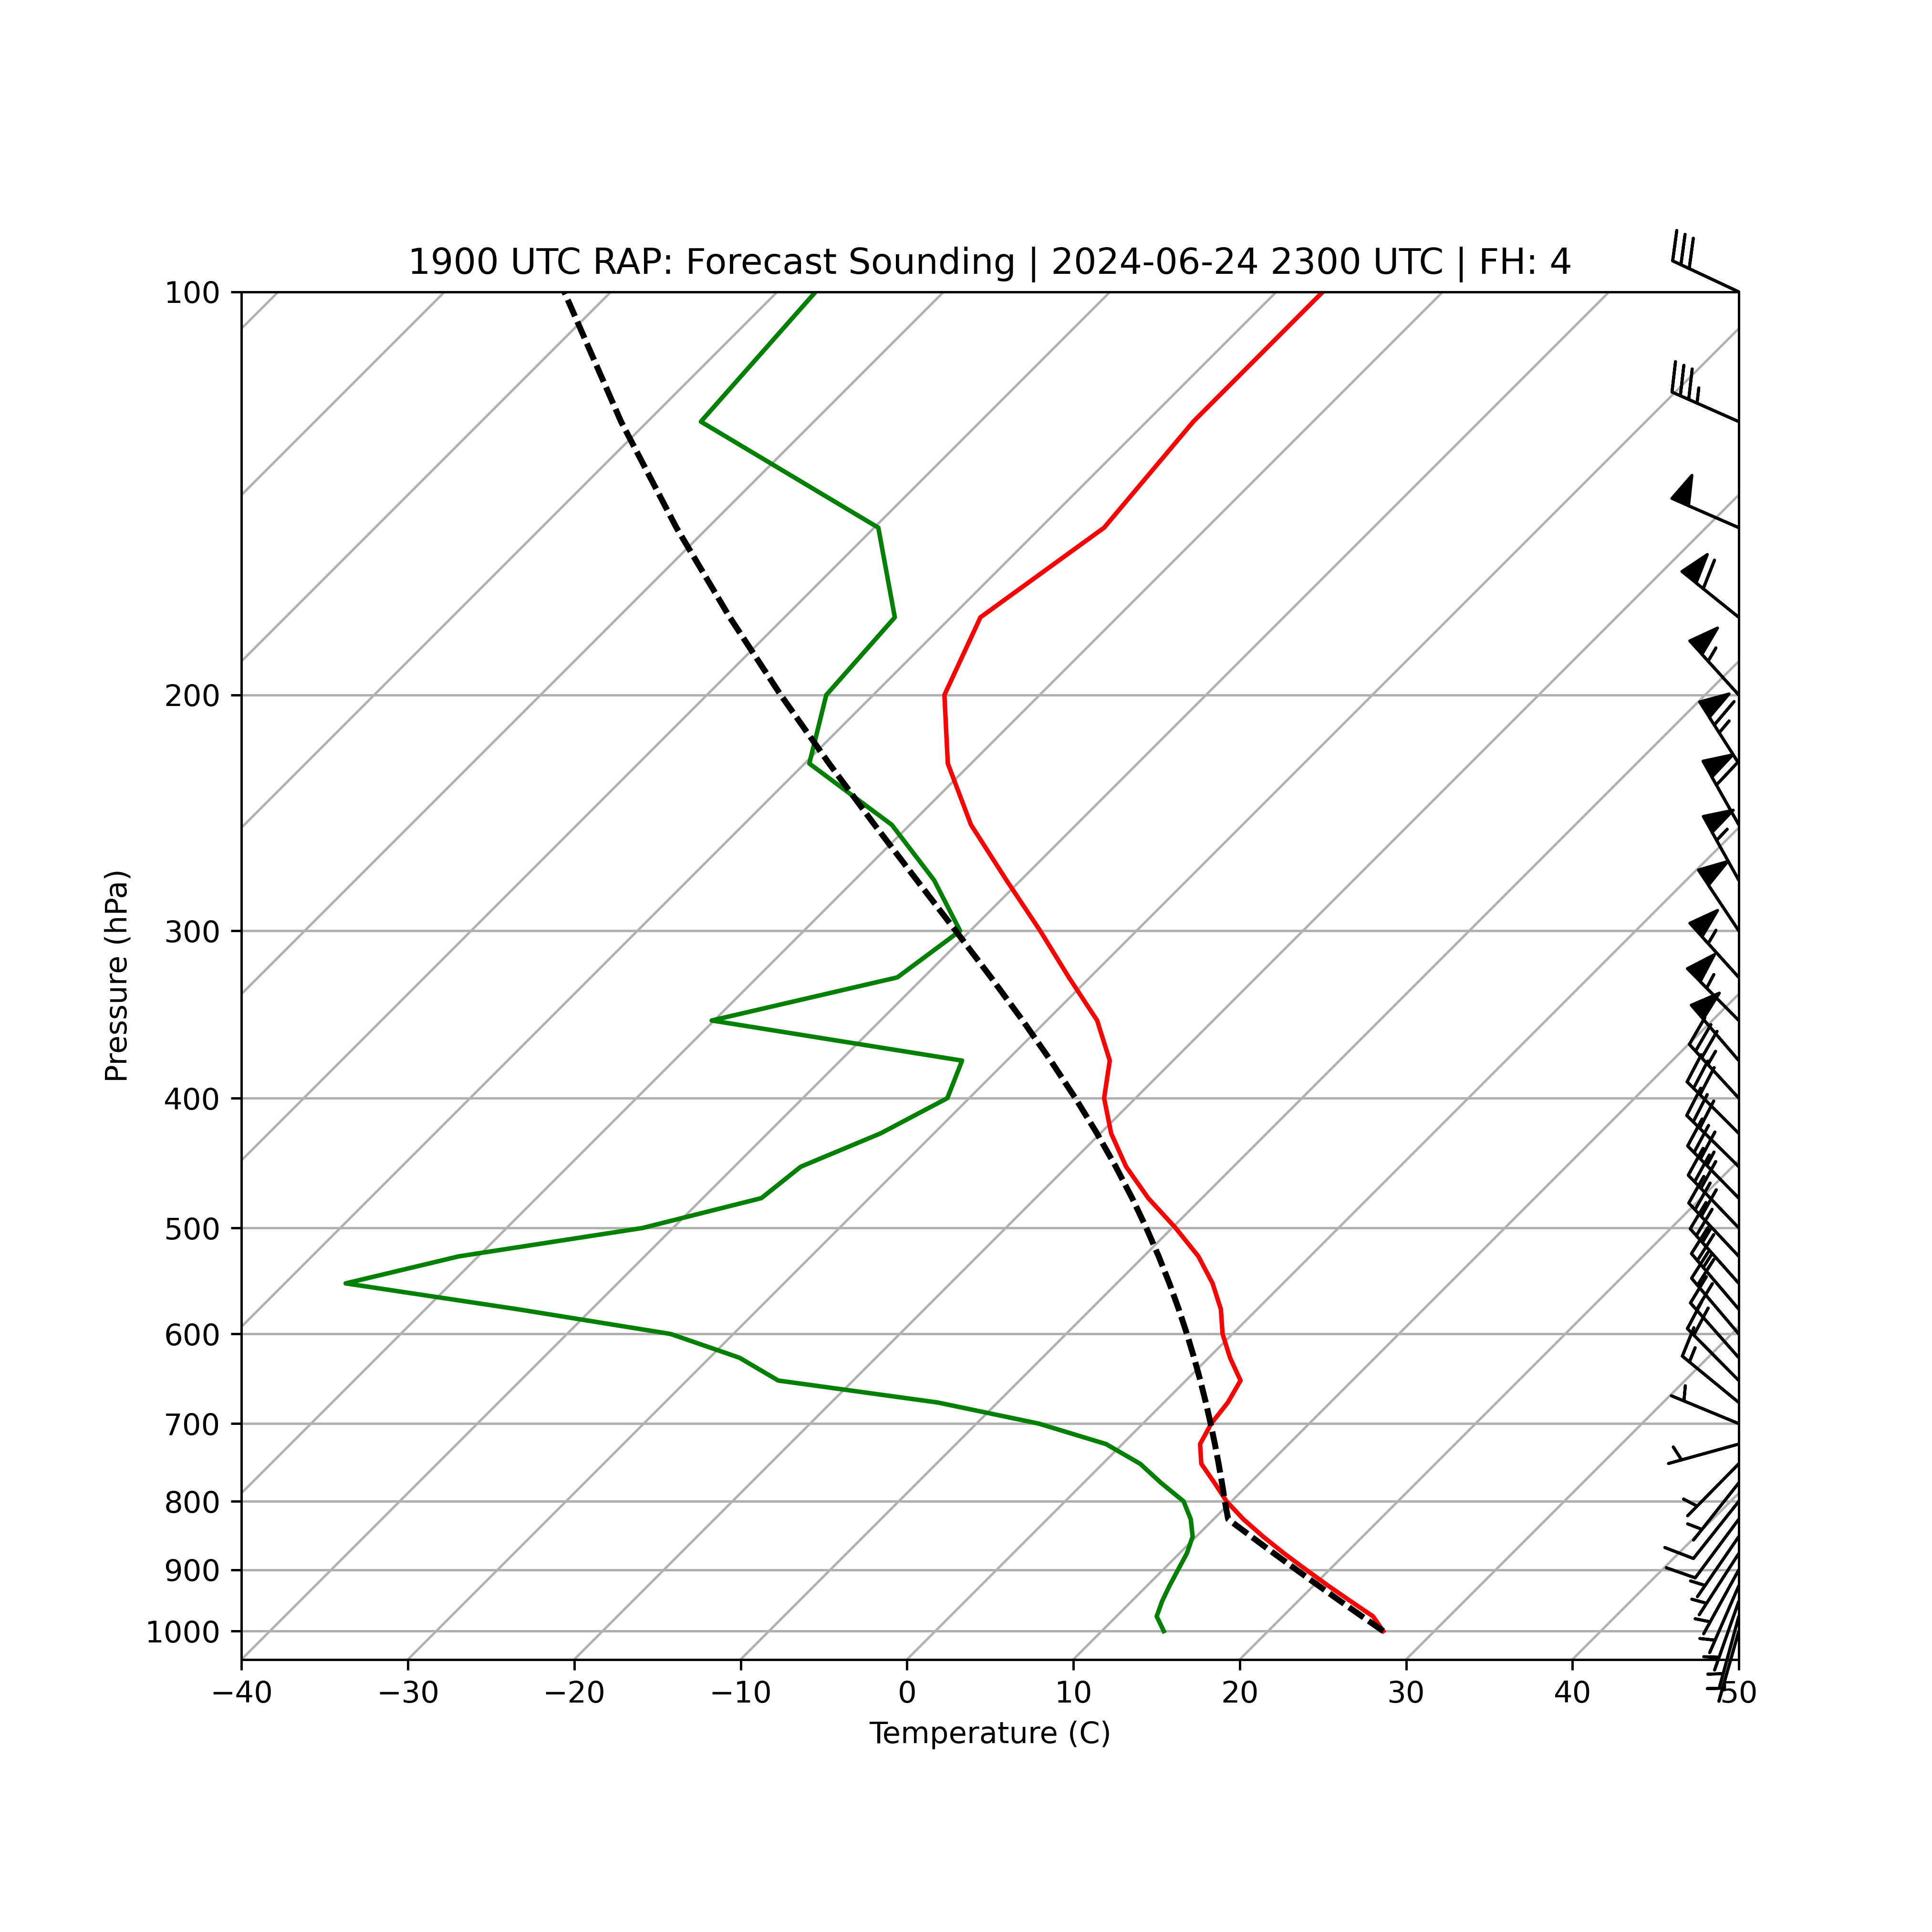 1900 UTC RAP: Forecast Sounding | 2024-06-24 2300 UTC | FH: 4
100
200
300
400
500
600
700
800
900
1000
Pressure (hPa)
−40 −30 −20 −10 0 10 20 30 40 50
Temperature (C)